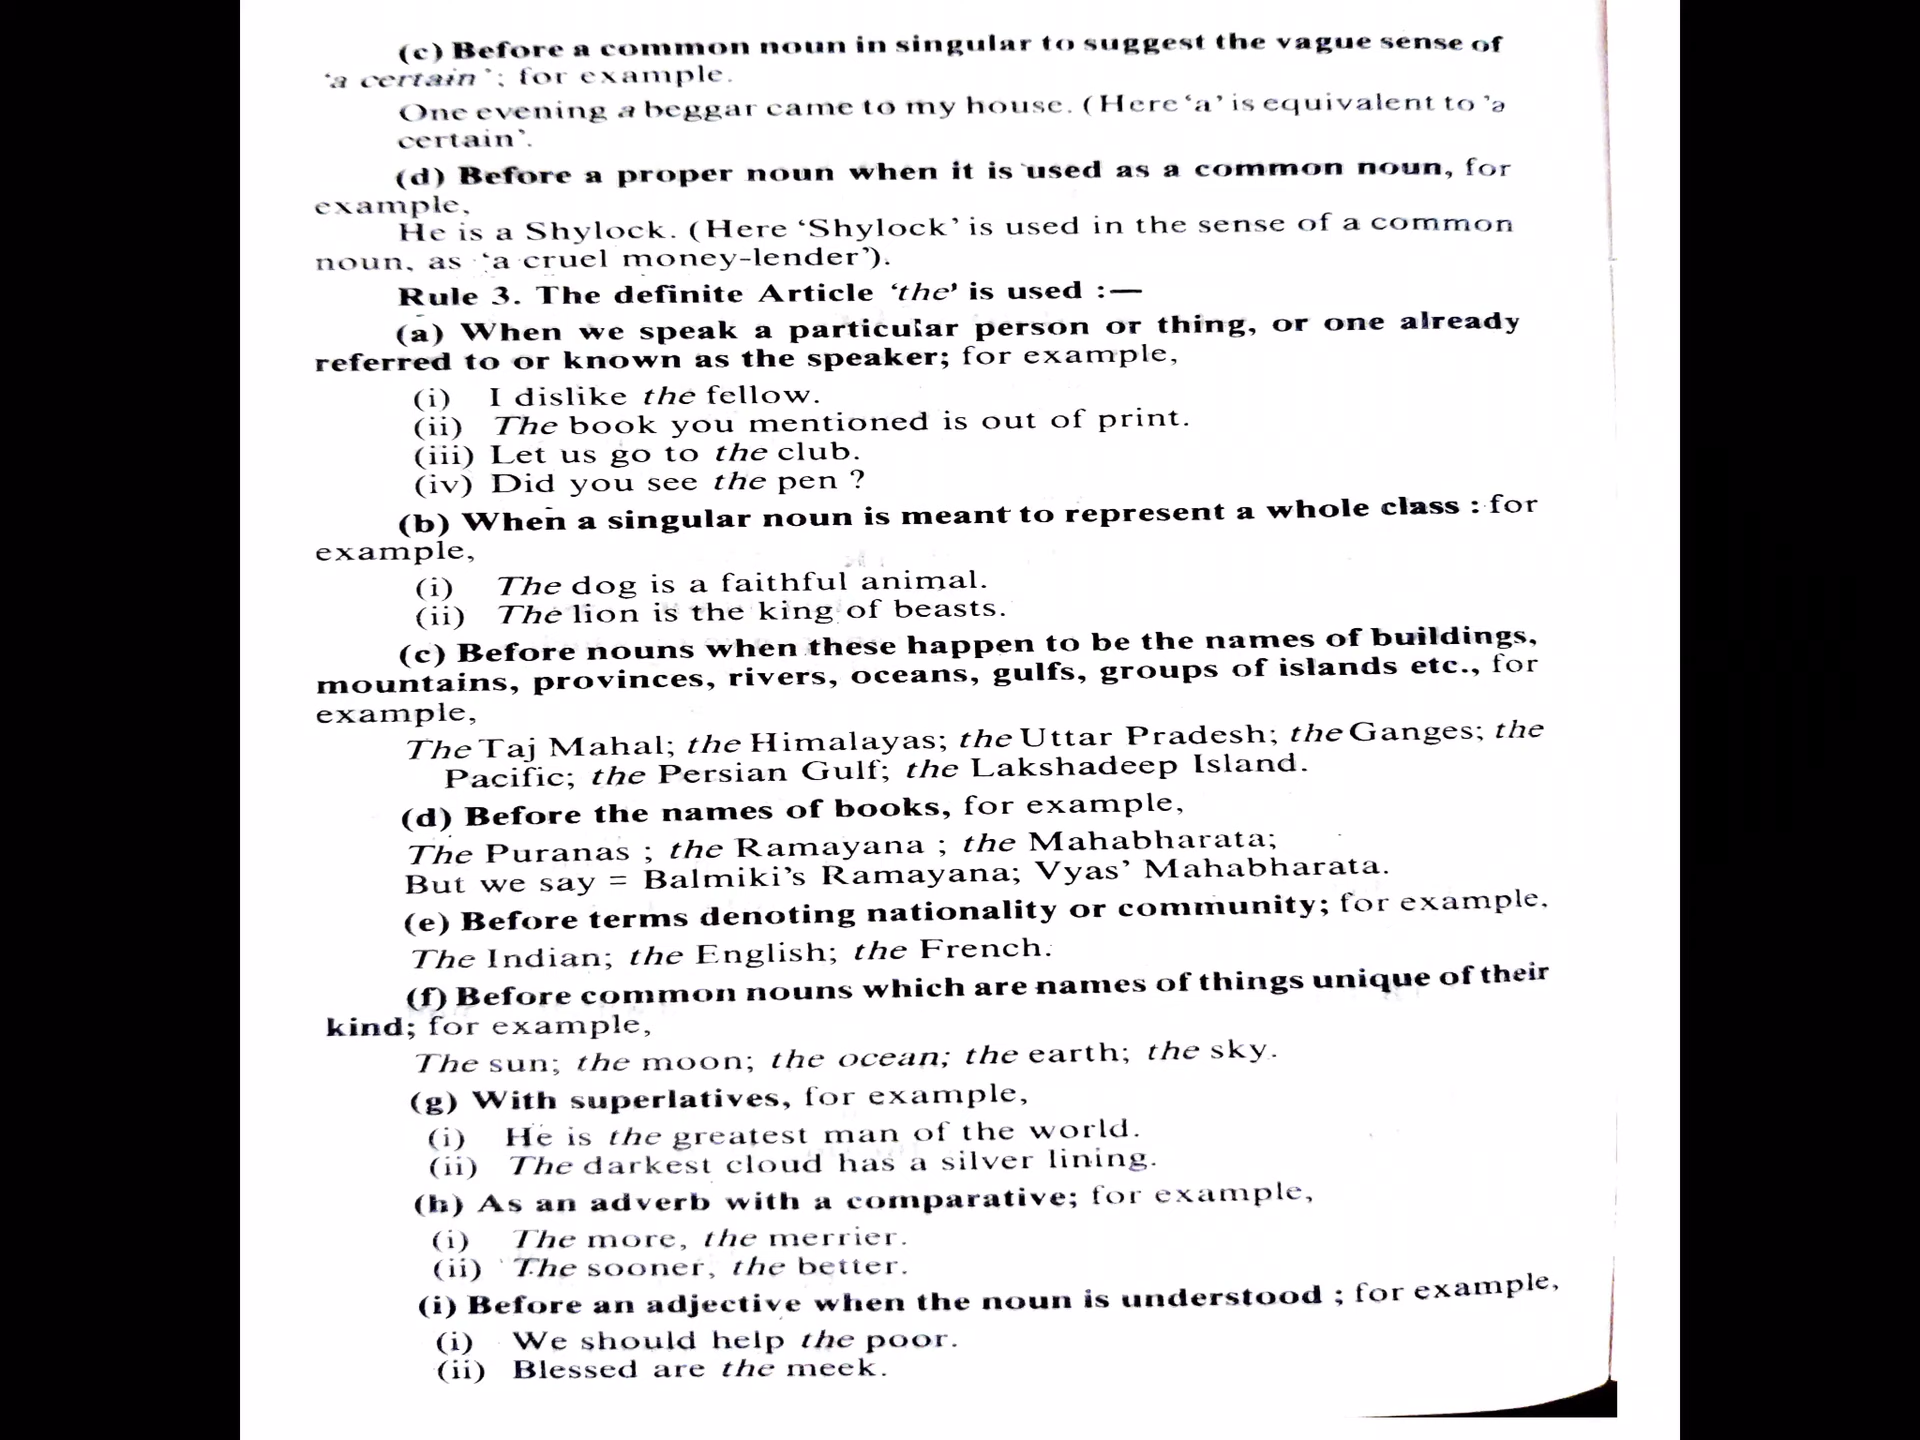 (c) Before a common noun in singular to suggest the vague sense of
'a certain'; for example.
One evening a beggar came to my house. (Here 'a' is equivalent to 'a
certain'.
(d) Before a proper noun when it is used as a common noun, for
example,
He is a Shylock. (Here 'Shylock' is used in the sense of a common
noun, as 'a cruel money-lender').
Rule 3. The definite Article 'the' is used :—
(a) When we speak a particular person or thing, or one already
referred to or known as the speaker; for example,
(i) I dislike the fellow.
(ii) The book you mentioned is out of print.
(iii) Let us go to the club.
(iv) Did you see the pen ?
(b) When a singular noun is meant to represent a whole class : for
example,
(i) The dog is a faithful animal.
(ii) The lion is the king of beasts.
(c) Before nouns when these happen to be the names of buildings,
mountains, provinces, rivers, oceans, gulfs, groups of islands etc., for
example,
The Taj Mahal; the Himalayas; the Uttar Pradesh; the Ganges; the
Pacific; the Persian Gulf; the Lakshadeep Island.
(d) Before the names of books, for example,
The Puranas ; the Ramayana ; the Mahabharata;
But we say = Balmiki's Ramayana; Vyas' Mahabharata.
(e) Before terms denoting nationality or community; for example.
The Indian; the English; the French.
(f) Before common nouns which are names of things unique of their
kind; for example,
The sun; the moon; the ocean; the earth; the sky.
(g) With superlatives, for example,
(i) He is the greatest man of the world.
(ii) The darkest cloud has a silver lining.
(h) As an adverb with a comparative; for example,
(i) The more, the merrier.
(ii) The sooner, the better.
(i) Before an adjective when the noun is understood ; for example,
(i) We should help the poor.
(ii) Blessed are the meek.